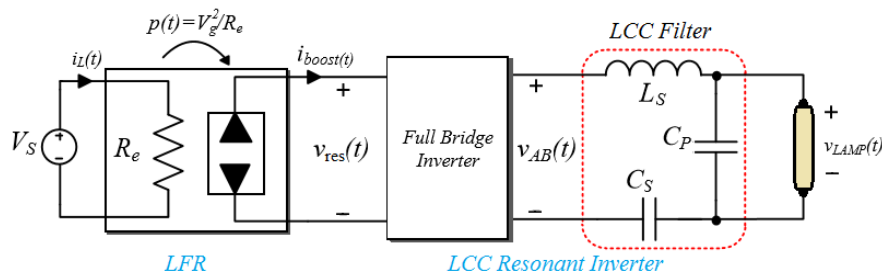 p(t)=V_g^2/R_e
LCC Filter
i_L(t)
i_boost(t)
+
+
L_S
V_S
+
−
R_e
v_res(t)
Full Bridge
Inverter
v_AB(t)
C_P
+
v_LAMP(t)
−
C_S
−
−
LFR
LCC Resonant Inverter